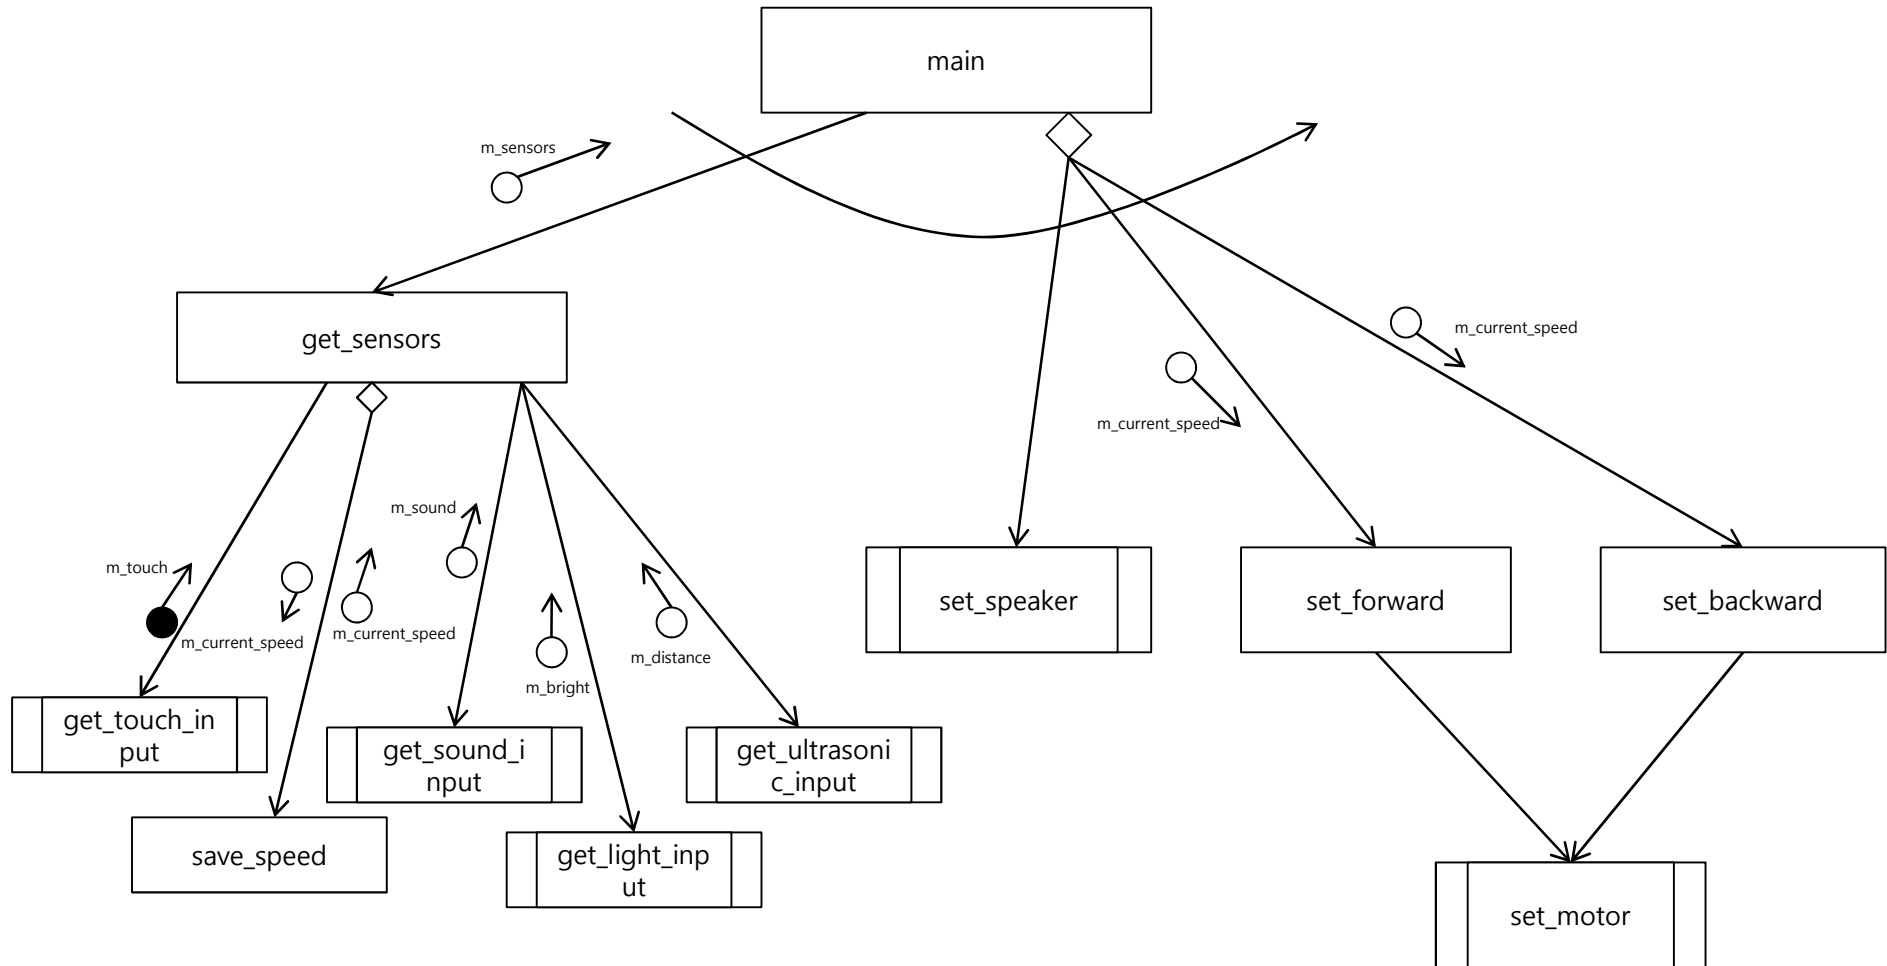 main
m_sensors
get_sensors
m_current_speed
m_current_speed
m_sound
m_touch
m_current_speed
m_current_speed
m_bright
m_distance
set_speaker
set_forward
set_backward
get_touch_in
put
get_sound_i
nput
get_ultrasoni
c_input
save_speed
get_light_inp
ut
set_motor